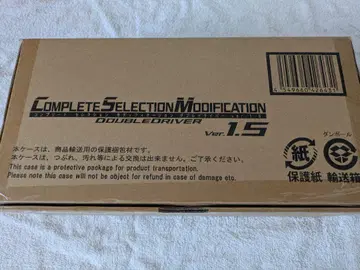 COMPLETE SELECTION MODIFICATION
DOUBLEDRIVER
ver.1.5
本ケースは、商品輸送用の保護梱包材です。
本ケースは、つぶれ、汚れ等による交換は出来ません。ご了承ください。
This case is a protective package for product transportation.
Please note this case will not be object for refund in case of damage etc.
紙
保護紙
ダンボール
輸送箱